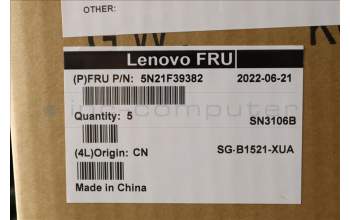 OTHER:
Lenovo FRU
(P)FRU P/N: 5N21F39382 2022-06-21
Quantity: 5 SN3106B
(4L)Origin: CN SG-B1521-XUA
Made in China